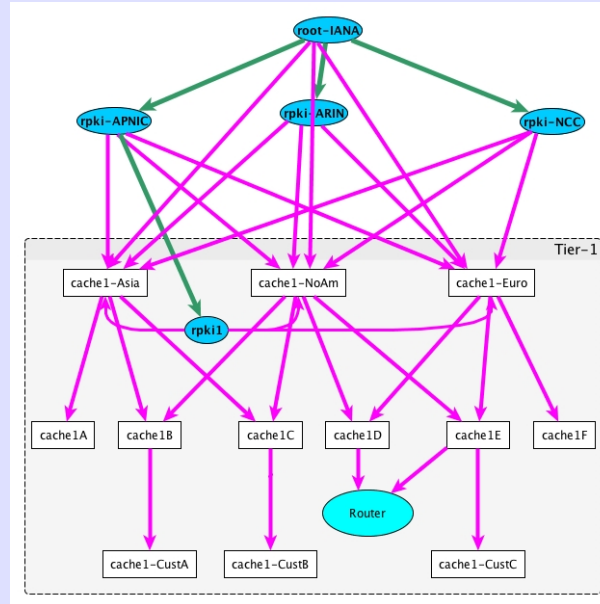 root-IANA
rpki-APNIC
rpki-ARIN
rpki-NCC
Tier-1
cache1-Asia
cache1-NoAm
cache1-Euro
rpki1
cache1A
cache1B
cache1C
cache1D
cache1E
cache1F
Router
cache1-CustA
cache1-CustB
cache1-CustC